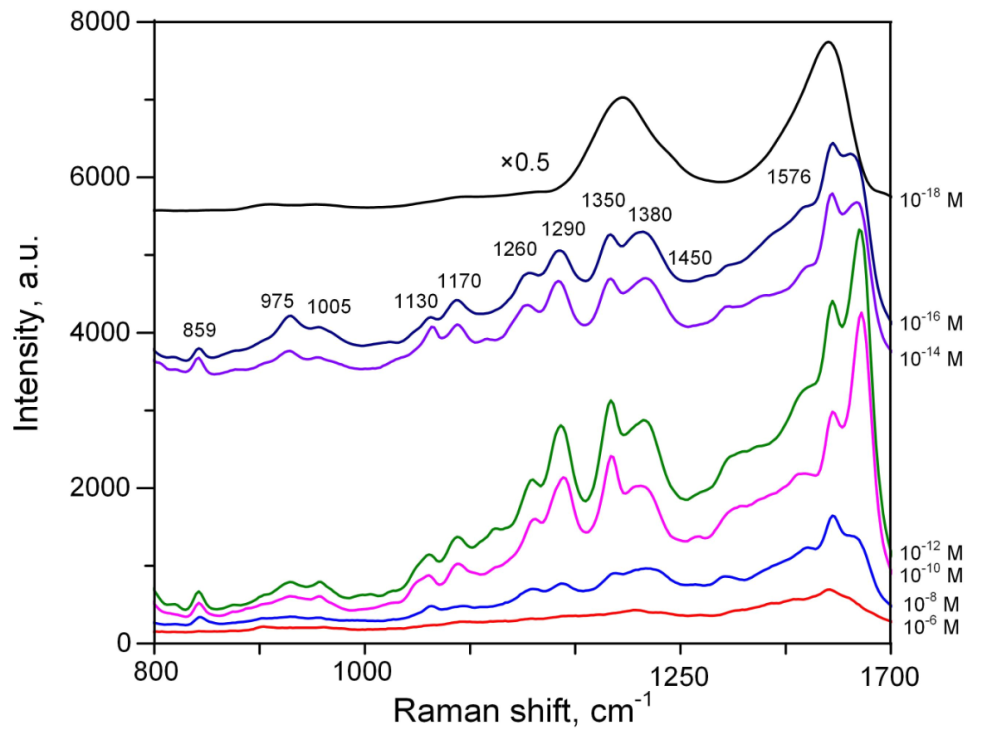 8000
6000
4000
2000
0
Intensity, a.u.
×0.5
1576
1350
1380
1290
1260
1450
1170
1130
975
1005
859
10⁻¹⁸ M
10⁻¹⁶ M
10⁻¹⁴ M
10⁻¹² M
10⁻¹⁰ M
10⁻⁸ M
10⁻⁶ M
800 1000 1250 1700
Raman shift, cm⁻¹